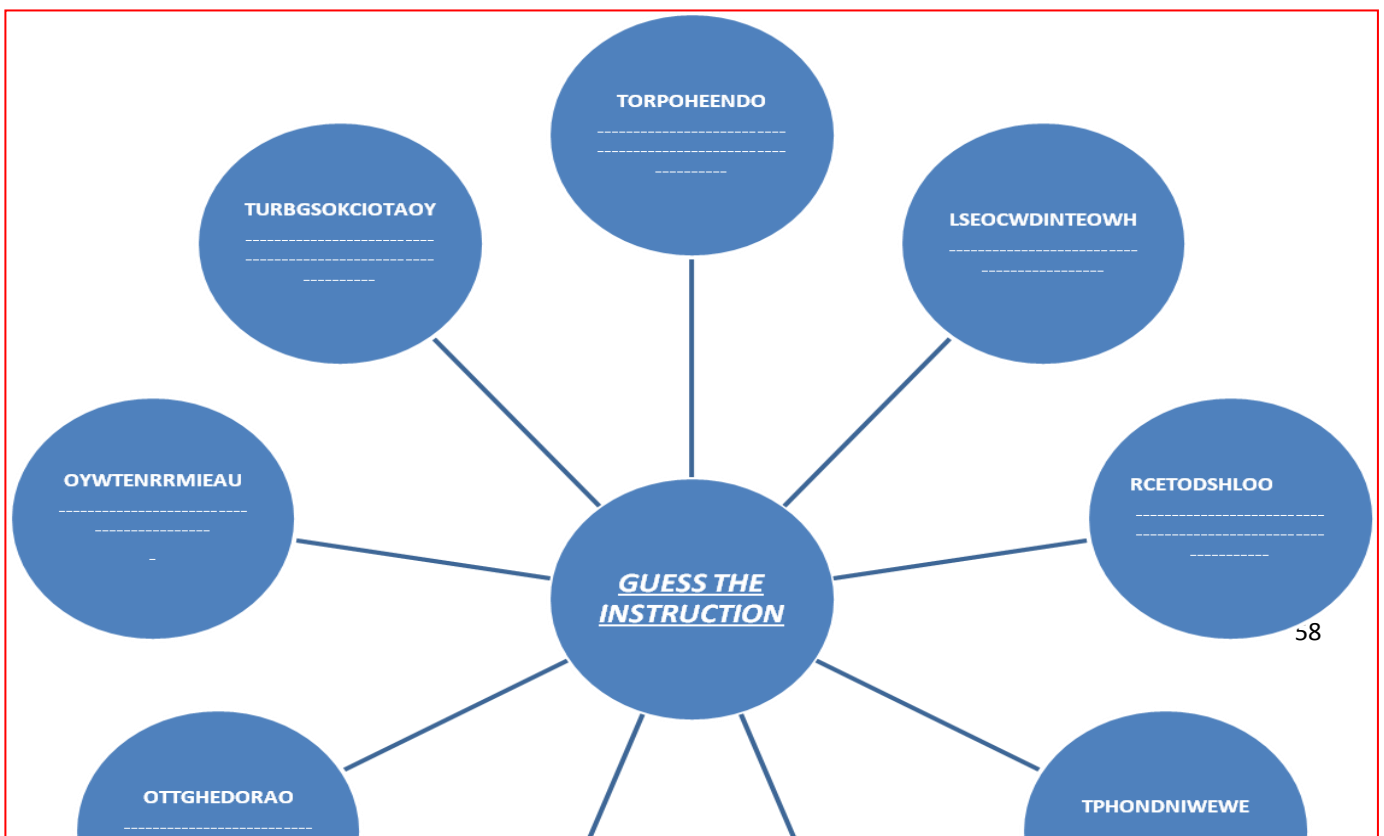 TORPOHEENDO
--------------------------
--------------------------
----------
TURBGSOKCIOTAOY
--------------------------
--------------------------
----------
LSEOCWDINTEOWH
--------------------------
-----------------
OYWTENRRMIEAU
--------------------------
----------------
_
RCETODSHLOO
--------------------------
--------------------------
-----------
GUESS THE
INSTRUCTION
58
OTTGHEDORAO
--------------------------
TPHONDNIWEWE